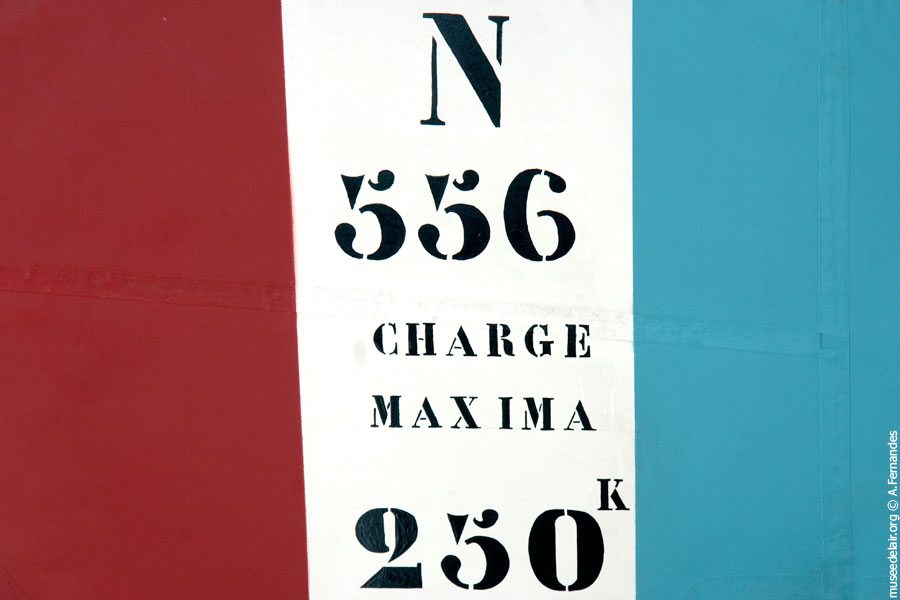 N
556
CHARGE
MAXIMA
250K
museedelair.org © A.Fernandes